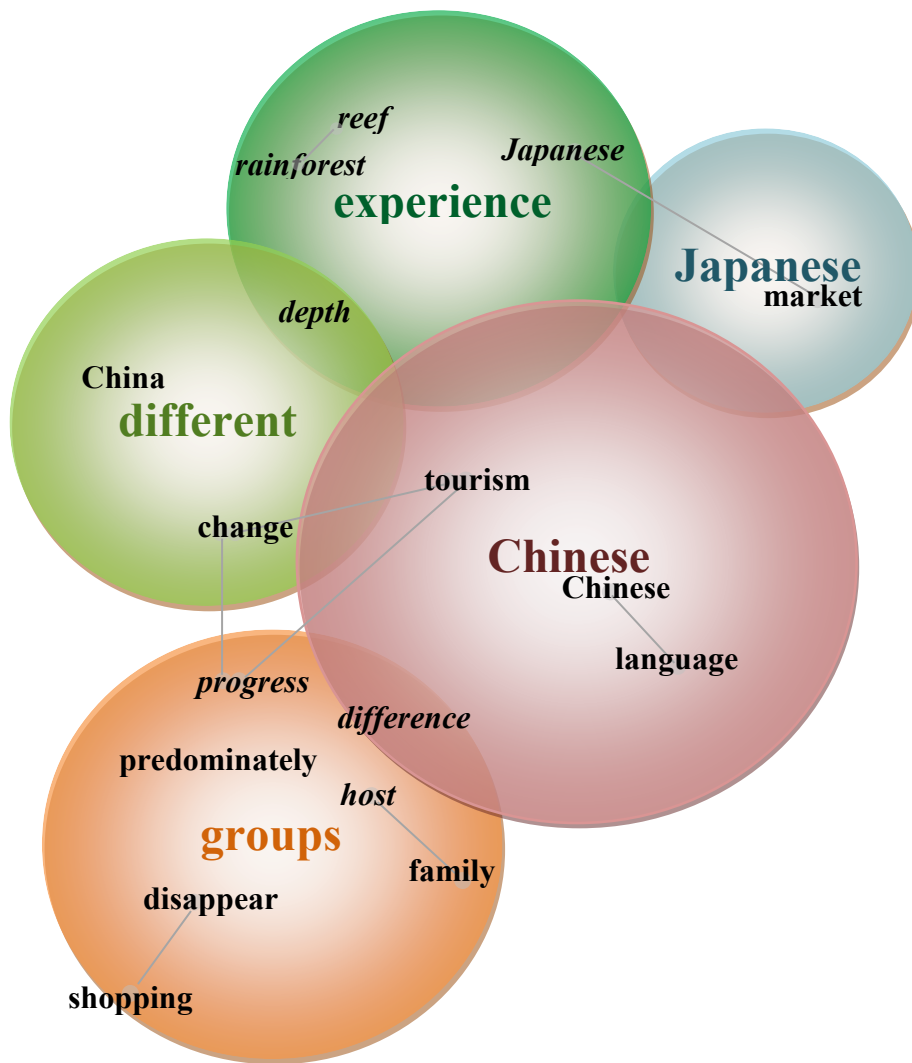 reef
Japanese
rainforest
experience
Japanese
market
depth
China
different
tourism
change
Chinese
Chinese
language
progress
difference
predominately
host
groups
family
disappear
shopping